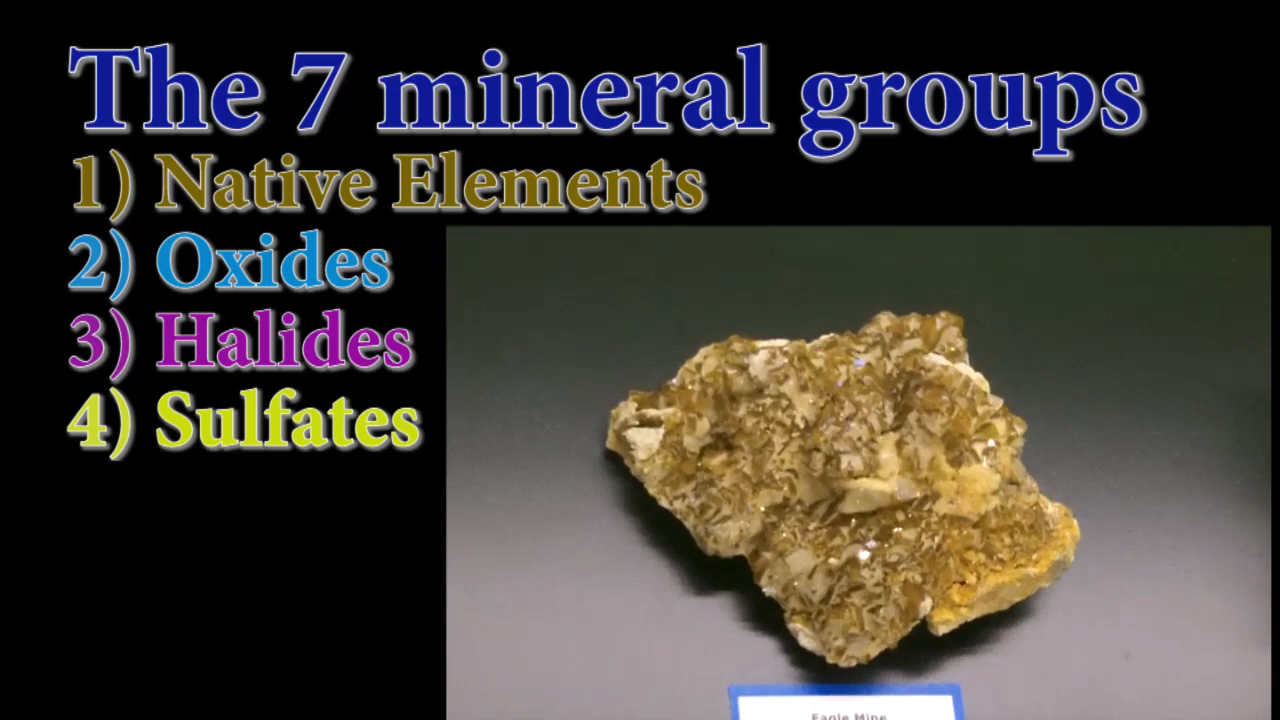 The 7 mineral groups
1) Native Elements
2) Oxides
3) Halides
4) Sulfates
Eagle Mine